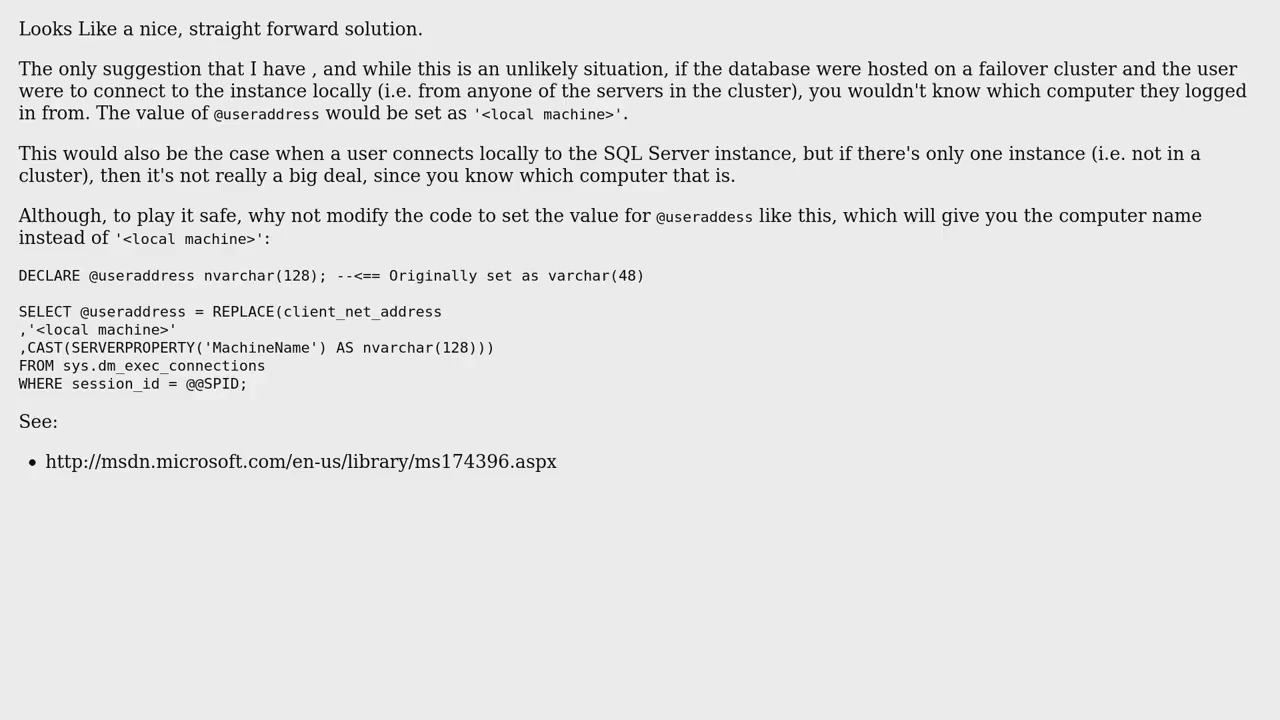 Looks Like a nice, straight forward solution.
The only suggestion that I have , and while this is an unlikely situation, if the database were hosted on a failover cluster and the user
were to connect to the instance locally (i.e. from anyone of the servers in the cluster), you wouldn't know which computer they logged
in from. The value of @useraddress would be set as '<local machine>'.
This would also be the case when a user connects locally to the SQL Server instance, but if there's only one instance (i.e. not in a
cluster), then it's not really a big deal, since you know which computer that is.
Although, to play it safe, why not modify the code to set the value for @useraddess like this, which will give you the computer name
instead of '<local machine>':
DECLARE @useraddress nvarchar(128); --<== Originally set as varchar(48)
SELECT @useraddress = REPLACE(client_net_address
,'<local machine>'
,CAST(SERVERPROPERTY('MachineName') AS nvarchar(128)))
FROM sys.dm_exec_connections
WHERE session_id = @@SPID;
See:
• http://msdn.microsoft.com/en-us/library/ms174396.aspx